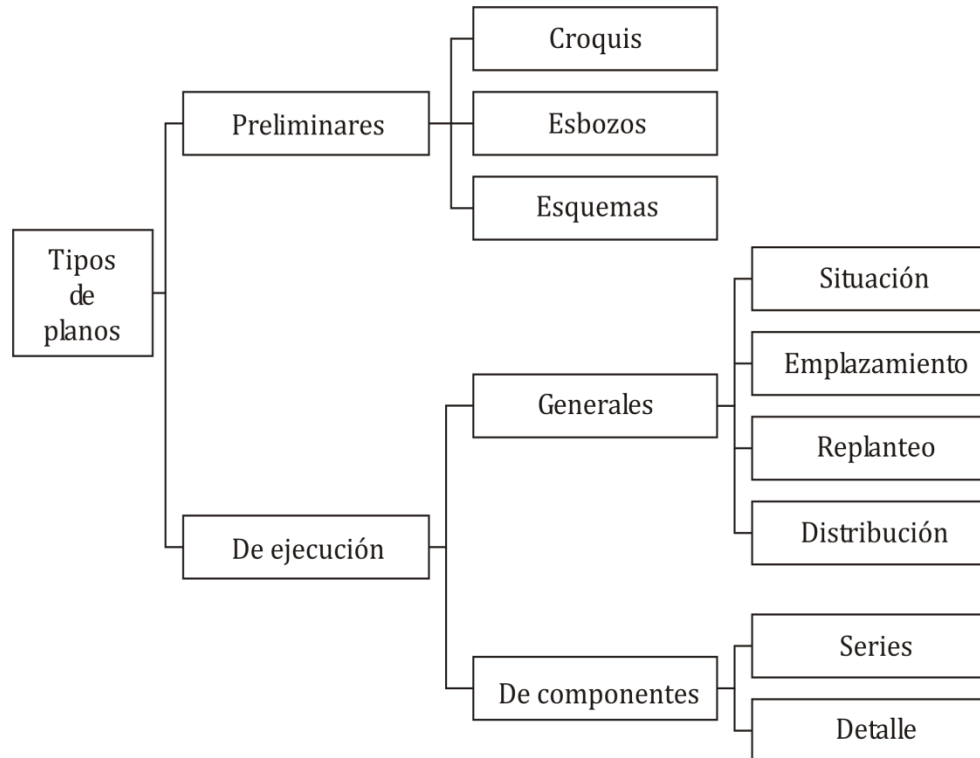 Tipos
de
planos
Preliminares
Croquis
Esbozos
Esquemas
De ejecución
Generales
Situación
Emplazamiento
Replanteo
Distribución
De componentes
Series
Detalle